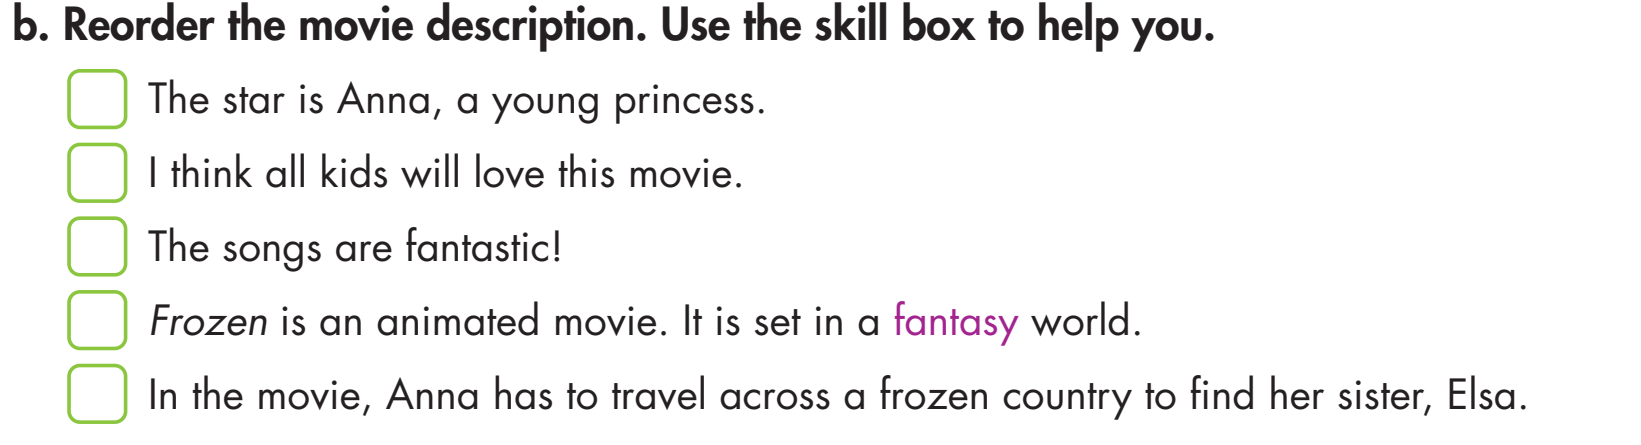 b. Reorder the movie description. Use the skill box to help you.
The star is Anna, a young princess.
I think all kids will love this movie.
The songs are fantastic!
Frozen is an animated movie. It is set in a fantasy world.
In the movie, Anna has to travel across a frozen country to find her sister, Elsa.